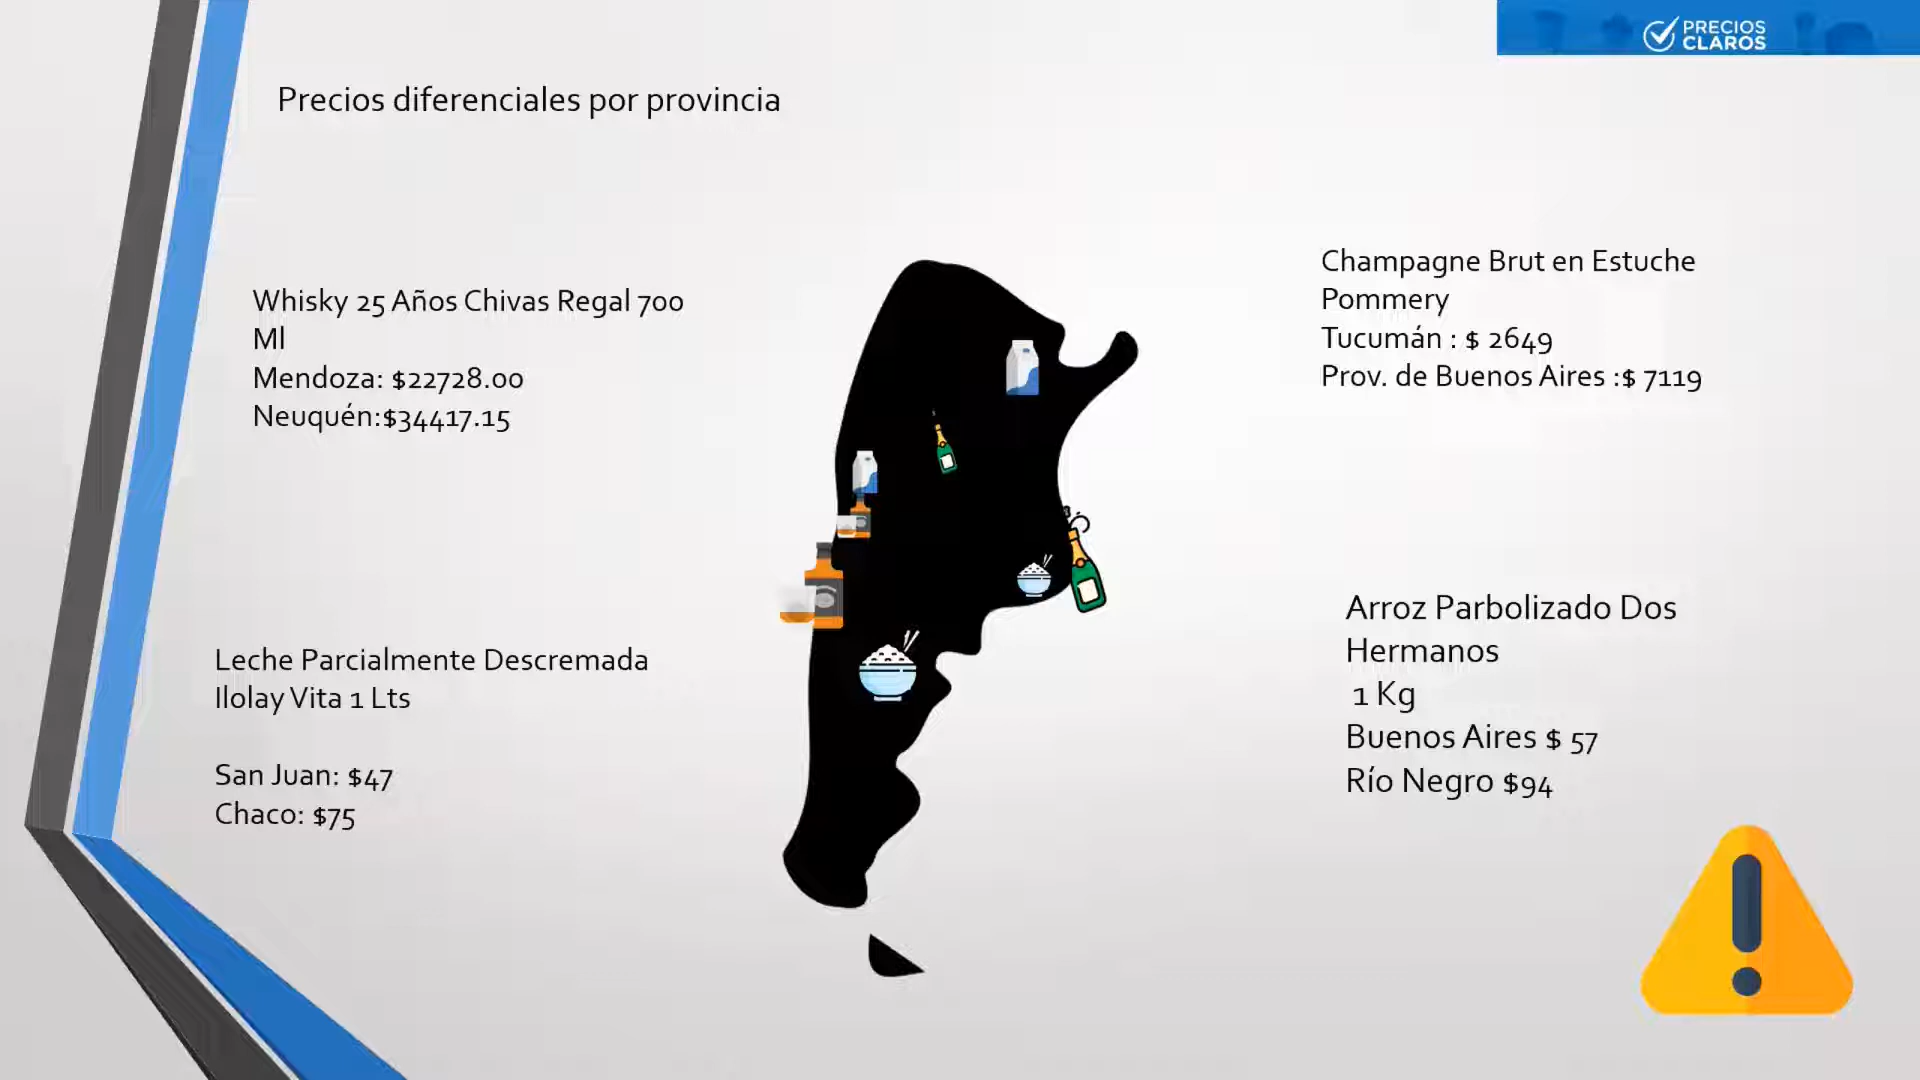 PRECIOS
CLAROS
Precios diferenciales por provincia
Whisky 25 Años Chivas Regal 700
Ml
Mendoza: $22728.00
Neuquén:$34417.15
Champagne Brut en Estuche
Pommery
Tucumán : $ 2649
Prov. de Buenos Aires :$ 7119
Leche Parcialmente Descremada
Ilolay Vita 1 Lts
San Juan: $47
Chaco: $75
Arroz Parbolizado Dos
Hermanos
1 Kg
Buenos Aires $ 57
Río Negro $94